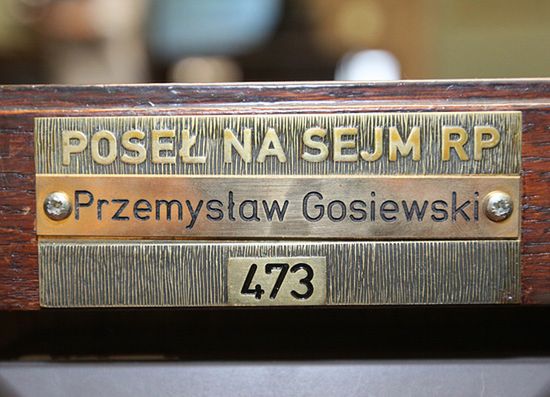 POSEŁ NA SEJM RP
Przemysław Gosiewski
473